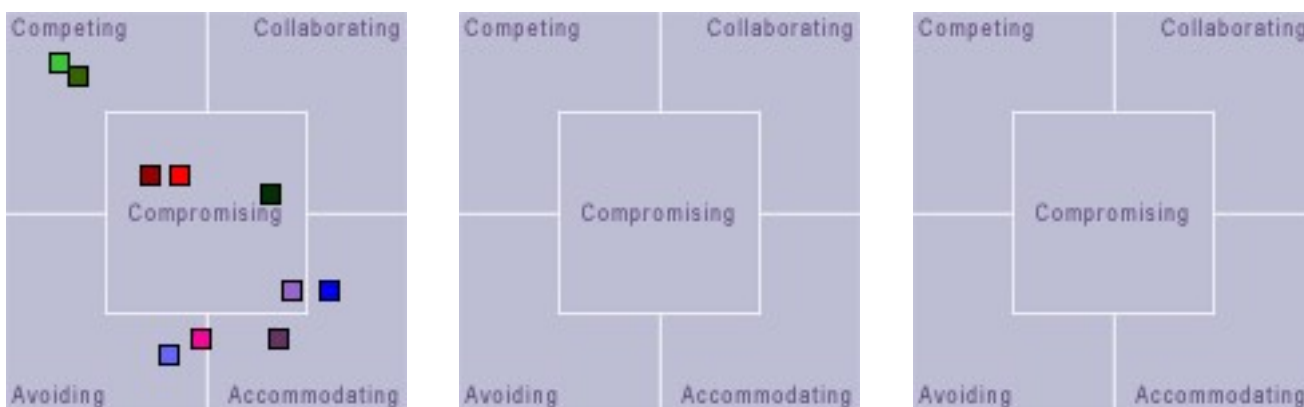 Competing Collaborating Competing Collaborating Competing Collaborating
Compromising Compromising Compromising
Avoiding Accommodating Avoiding Accommodating Avoiding Accommodating